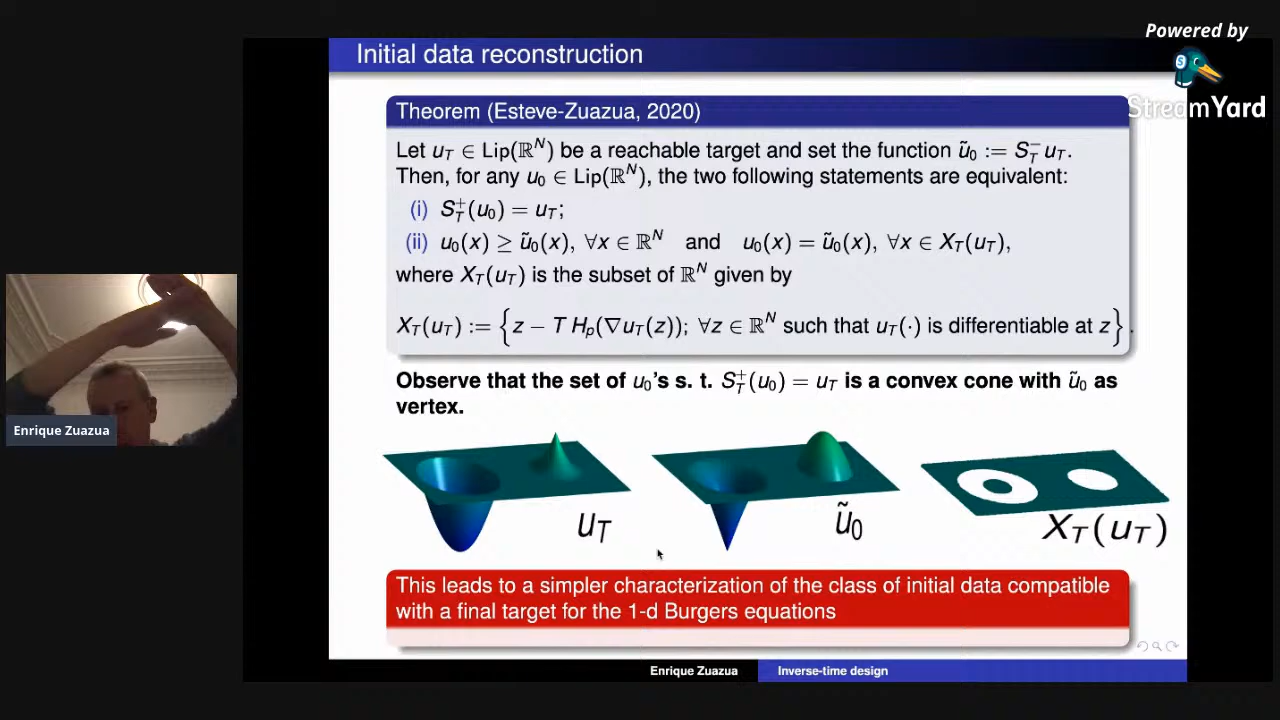 Powered by
StreamYard
Initial data reconstruction
Theorem (Esteve-Zuazua, 2020)
Let u_T ∈ Lip(ℝ^N) be a reachable target and set the function ũ_0 := S_T^- u_T.
Then, for any u_0 ∈ Lip(ℝ^N), the two following statements are equivalent:
(i) S_T^+(u_0) = u_T;
(ii) u_0(x) ≥ ũ_0(x), ∀x ∈ ℝ^N and u_0(x) = ũ_0(x), ∀x ∈ X_T(u_T),
where X_T(u_T) is the subset of ℝ^N given by
X_T(u_T) := {z − T H_p(∇u_T(z)); ∀z ∈ ℝ^N such that u_T(·) is differentiable at z}.
Observe that the set of u_0's s. t. S_T^+(u_0) = u_T is a convex cone with ũ_0 as
vertex.
u_T
ũ_0
X_T(u_T)
This leads to a simpler characterization of the class of initial data compatible
with a final target for the 1-d Burgers equations
Enrique Zuazua
Inverse-time design
Enrique Zuazua